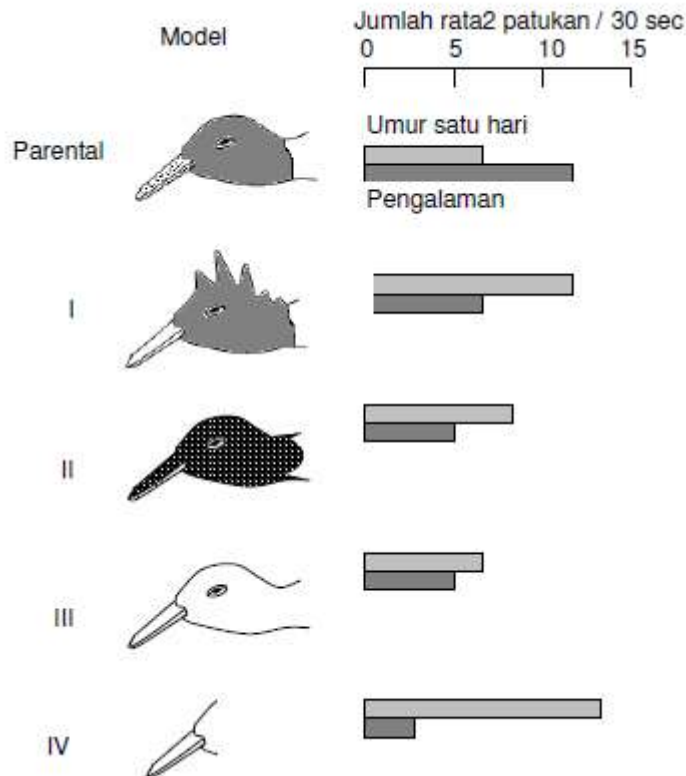 Model
Jumlah rata2 patukan / 30 sec
0 5 10 15
Parental
Umur satu hari
Pengalaman
I
II
III
IV